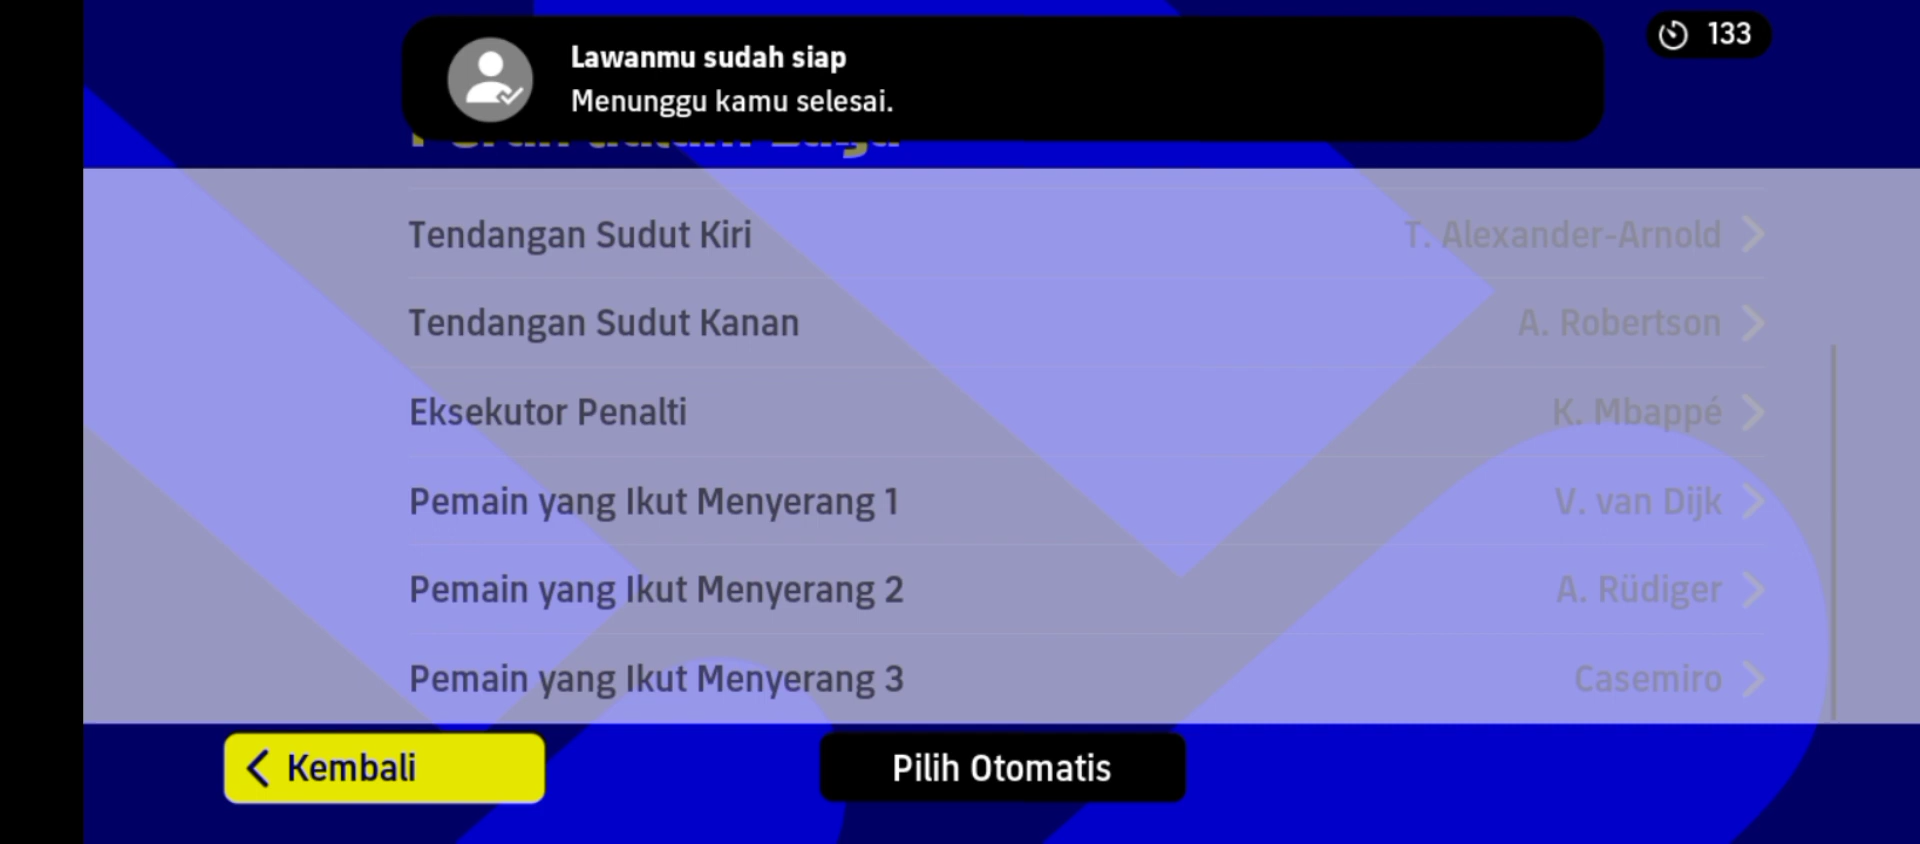 Lawanmu sudah siap
Menunggu kamu selesai.
133
Tendangan Sudut Kiri T. Alexander-Arnold
Tendangan Sudut Kanan A. Robertson
Eksekutor Penalti K. Mbappé
Pemain yang Ikut Menyerang 1 V. van Dijk
Pemain yang Ikut Menyerang 2 A. Rüdiger
Pemain yang Ikut Menyerang 3 Casemiro
Kembali
Pilih Otomatis